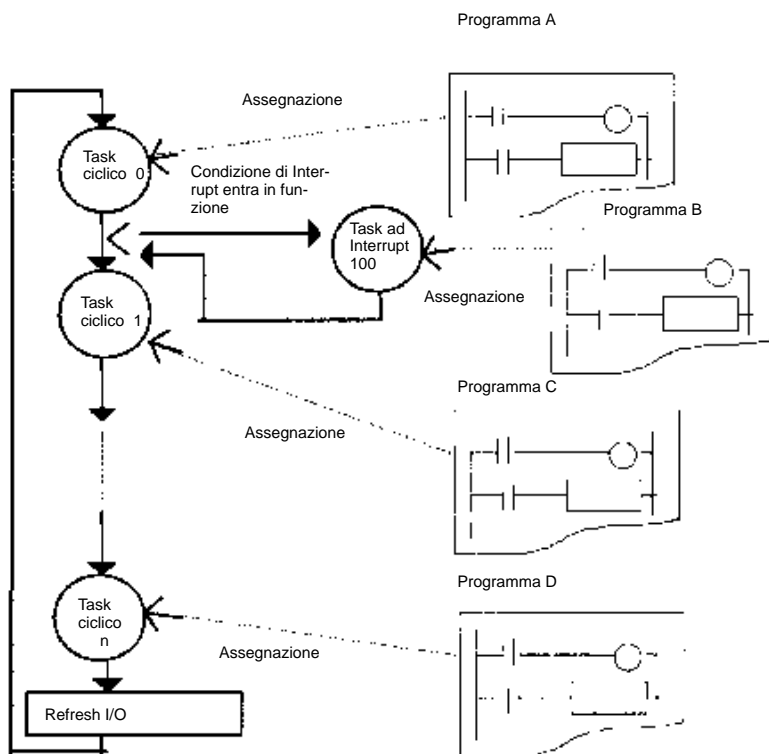 Programma A
Assegnazione
Task
ciclico 0
Condizione di Inter-
rupt entra in fun-
zione
Programma B
Task ad
Interrupt
100
Assegnazione
Task
ciclico 1
Programma C
Assegnazione
Programma D
Task
ciclico
n
Assegnazione
Refresh I/O